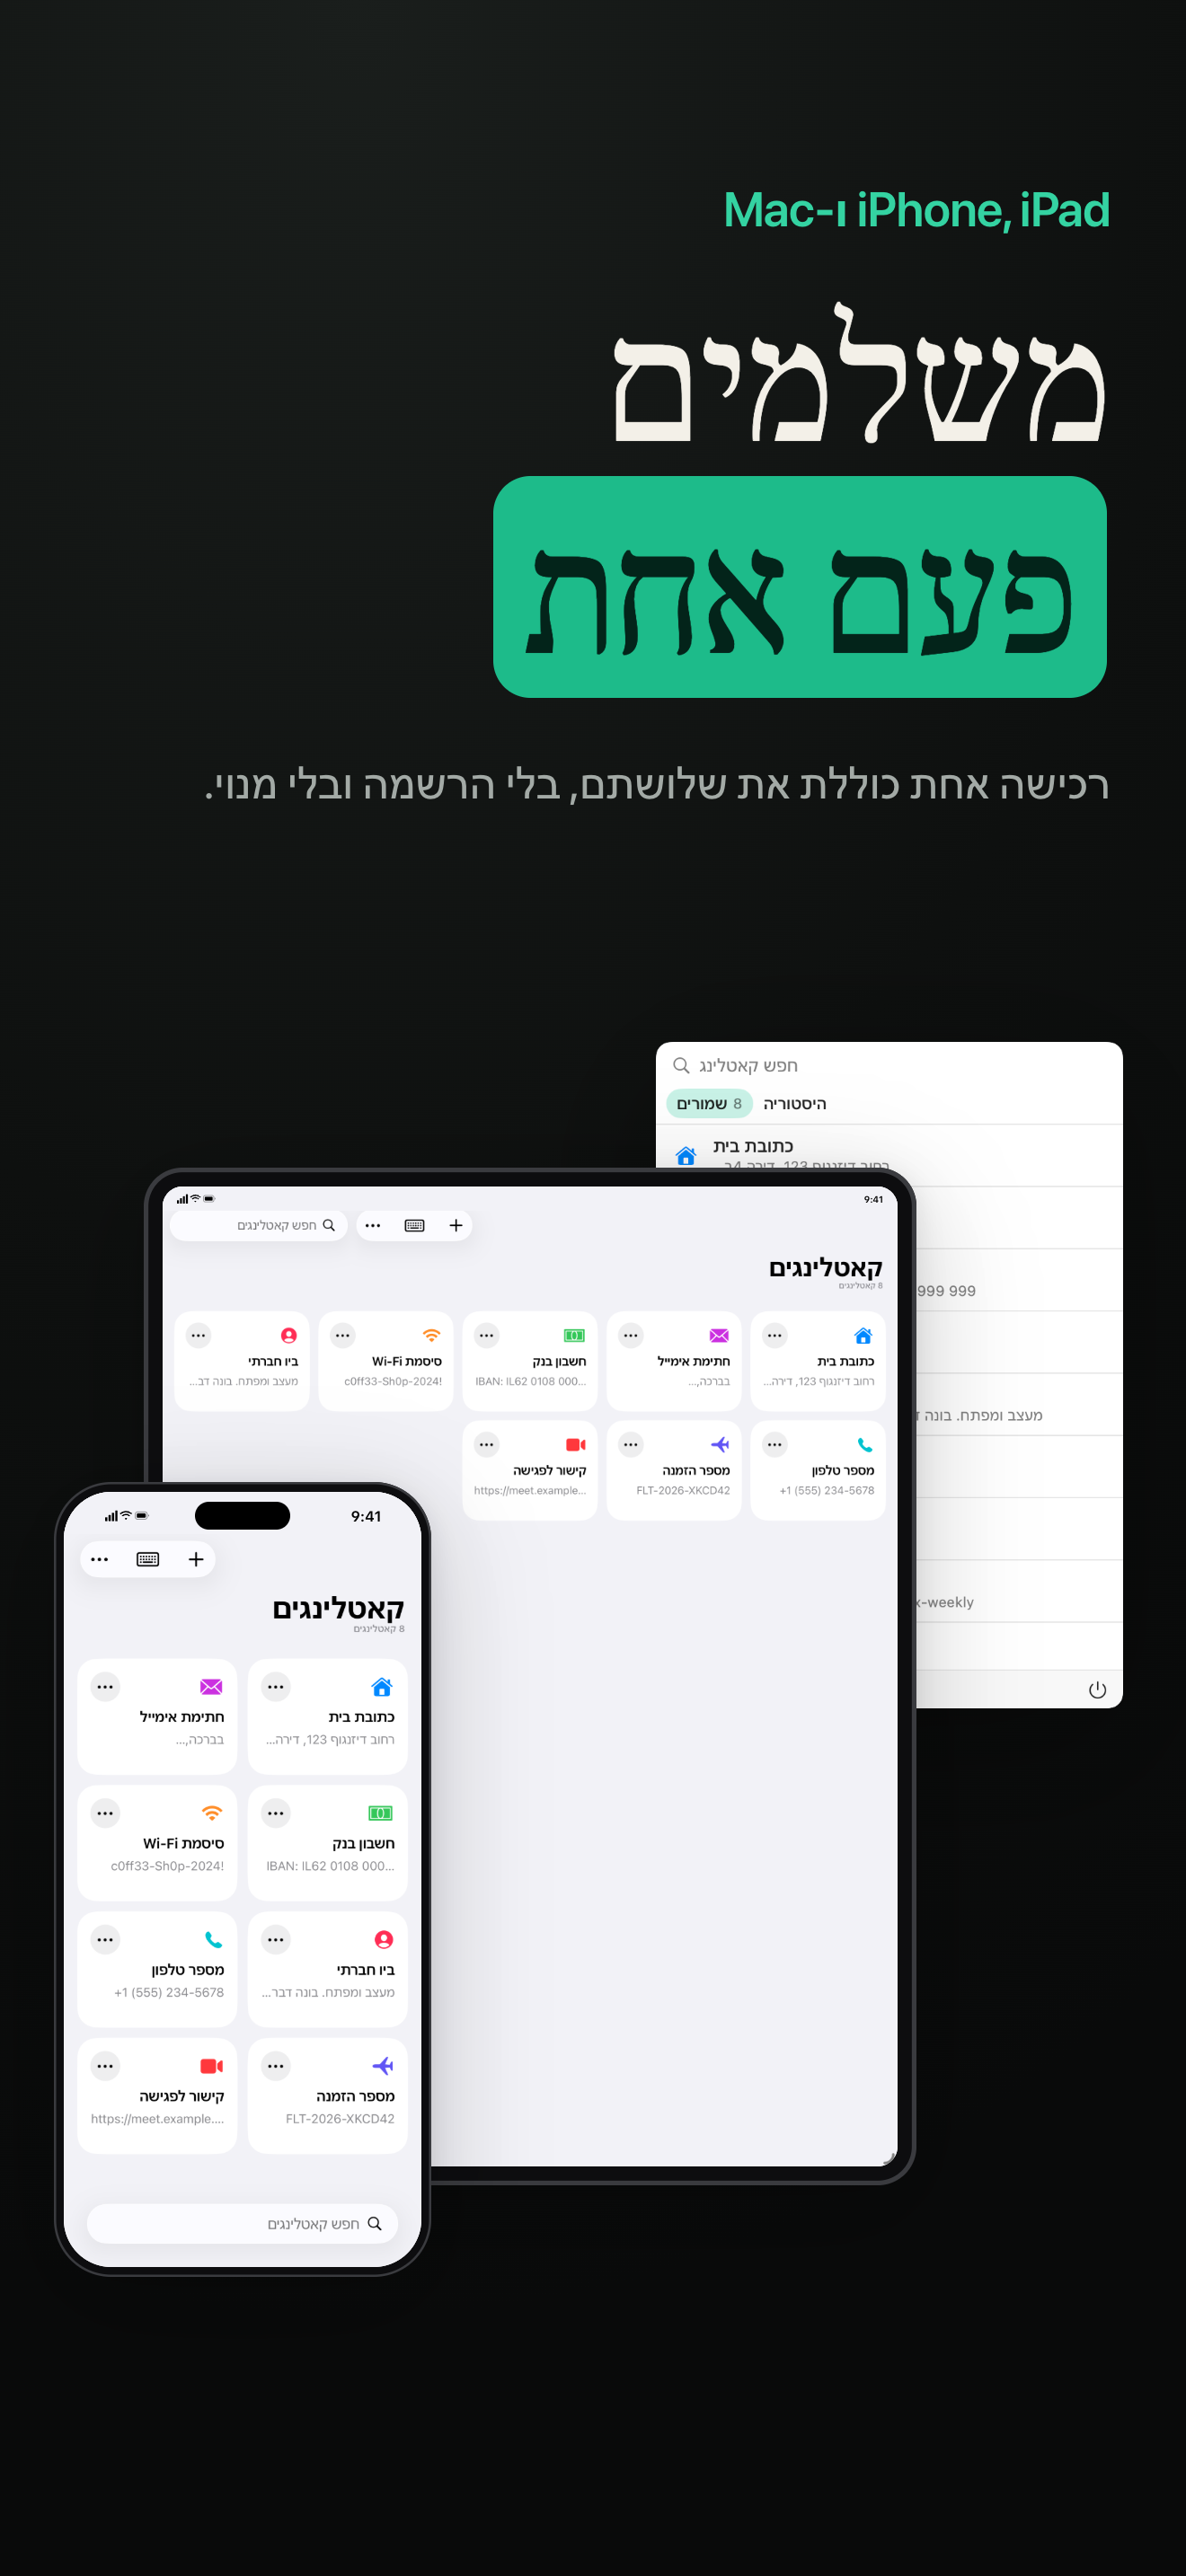 iPhone, iPad ו-Mac
משלמים
פעם אחת
רכישה אחת כוללת את שלושתם, בלי הרשמה ובלי מנוי.
חפש קאטלינג
שמורים 8 היסטוריה
כתובת בית
רחוב דיזנגוף 123, דירה 4ב
999 999
מעצב ומפתח. בונה
x-weekly
9:41
חפש קאטלינגים
קאטלינגים
8 קאטלינגים
כתובת בית
רחוב דיזנגוף 123, דירה...
חתימת אימייל
בברכה,...
חשבון בנק
IBAN: IL62 0108 000...
סיסמת Wi-Fi
c0ff33-Sh0p-2024!
ביו חברתי
מעצב ומפתח. בונה דב...
מספר טלפון
+1 (555) 234-5678
מספר הזמנה
FLT-2026-XKCD42
קישור לפגישה
https://meet.example...
9:41
קאטלינגים
8 קאטלינגים
כתובת בית
רחוב דיזנגוף 123, דירה...
חתימת אימייל
בברכה,...
חשבון בנק
IBAN: IL62 0108 000...
סיסמת Wi-Fi
c0ff33-Sh0p-2024!
ביו חברתי
מעצב ומפתח. בונה דבר...
מספר טלפון
+1 (555) 234-5678
מספר הזמנה
FLT-2026-XKCD42
קישור לפגישה
https://meet.example....
חפש קאטלינגים